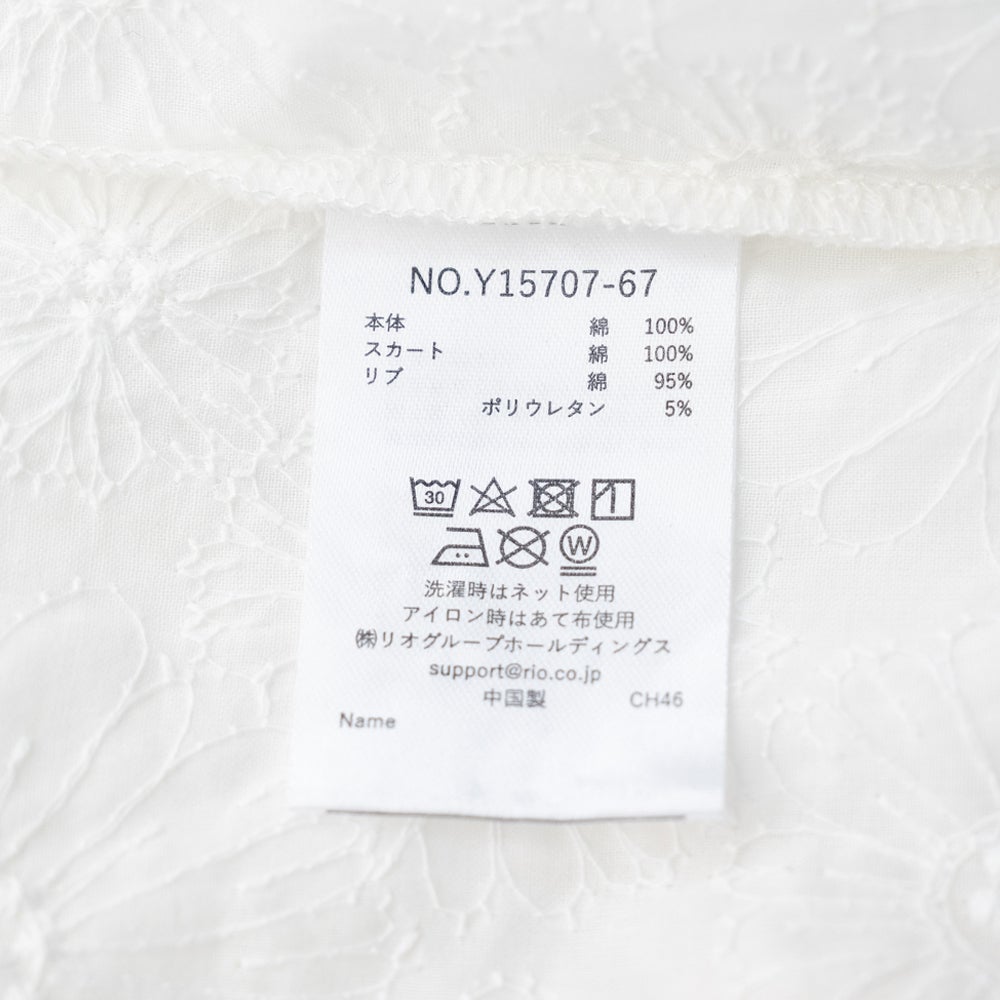 NO.Y15707-67
本体 綿 100%
スカート 綿 100%
リブ 綿 95%
ポリウレタン 5%
30
W
洗濯時はネット使用
アイロン時はあて布使用
㈱リオグループホールディングス
support@rio.co.jp
中国製 CH46
Name